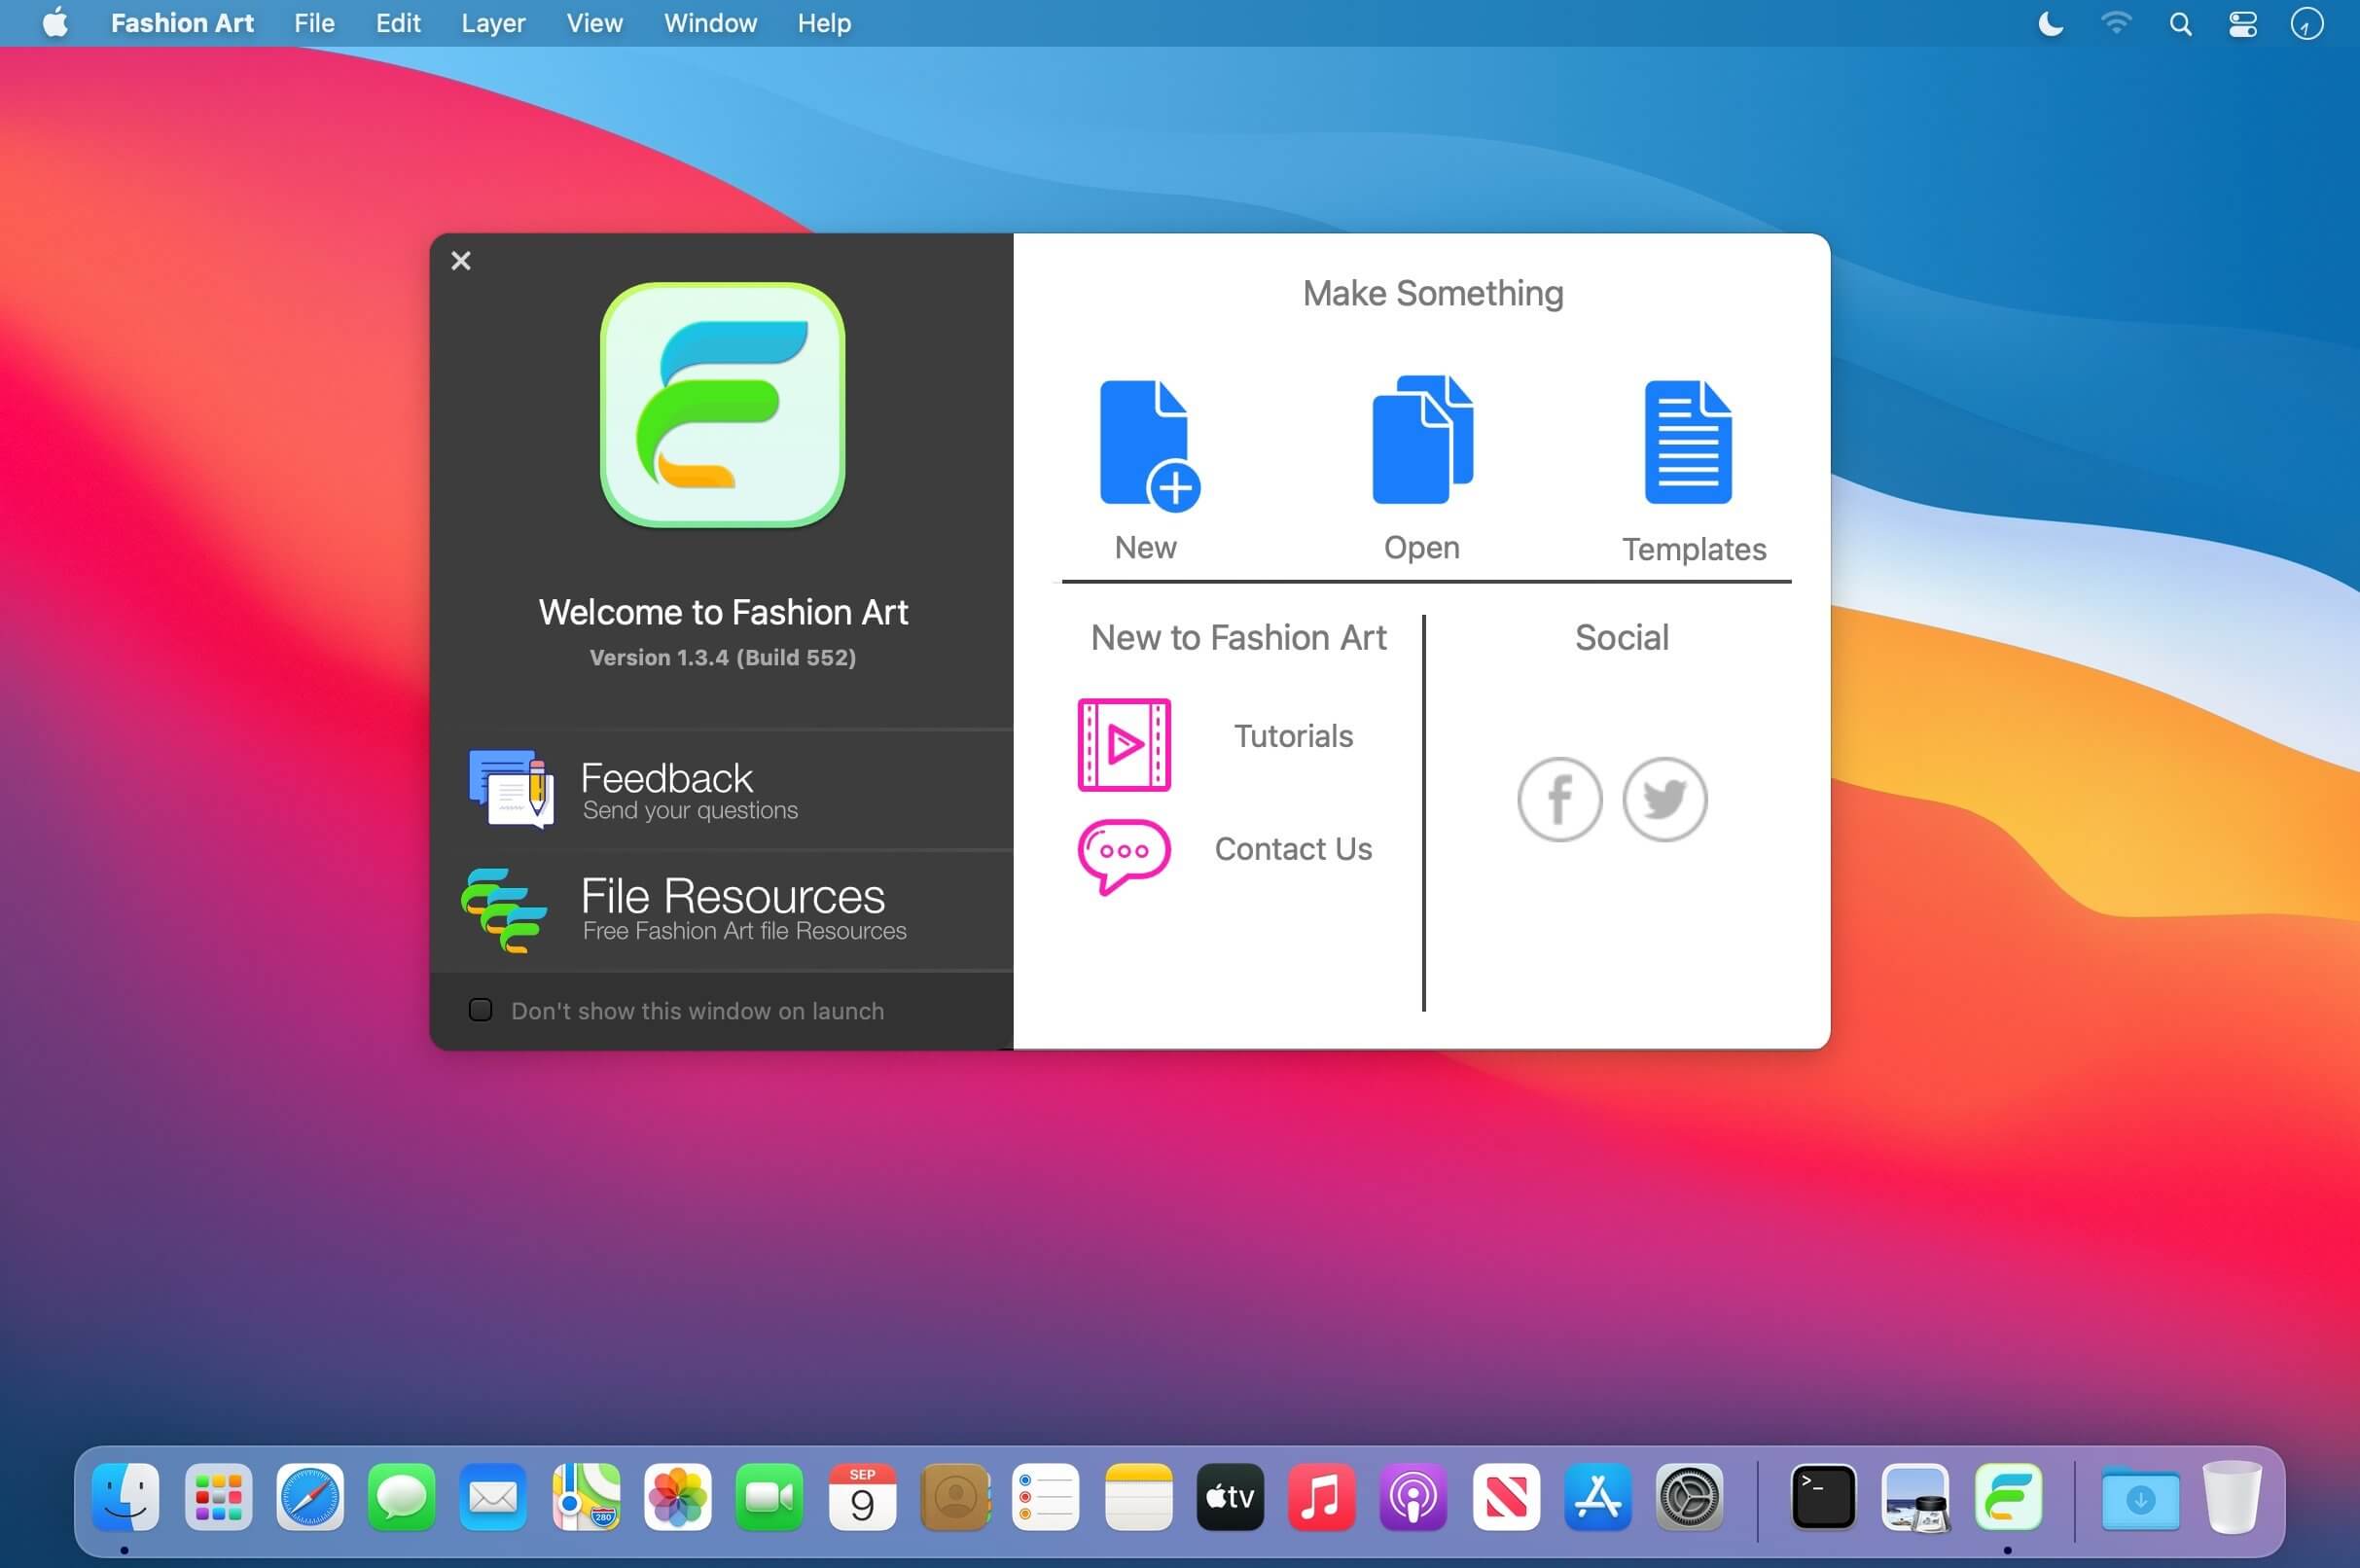 Fashion Art File Edit Layer View Window Help
Welcome to Fashion Art
Version 1.3.4 (Build 552)
Feedback
Send your questions
File Resources
Free Fashion Art file Resources
Don't show this window on launch
Make Something
New Open Templates
New to Fashion Art
Tutorials
Contact Us
Social
SEP
9
280
tv
>_